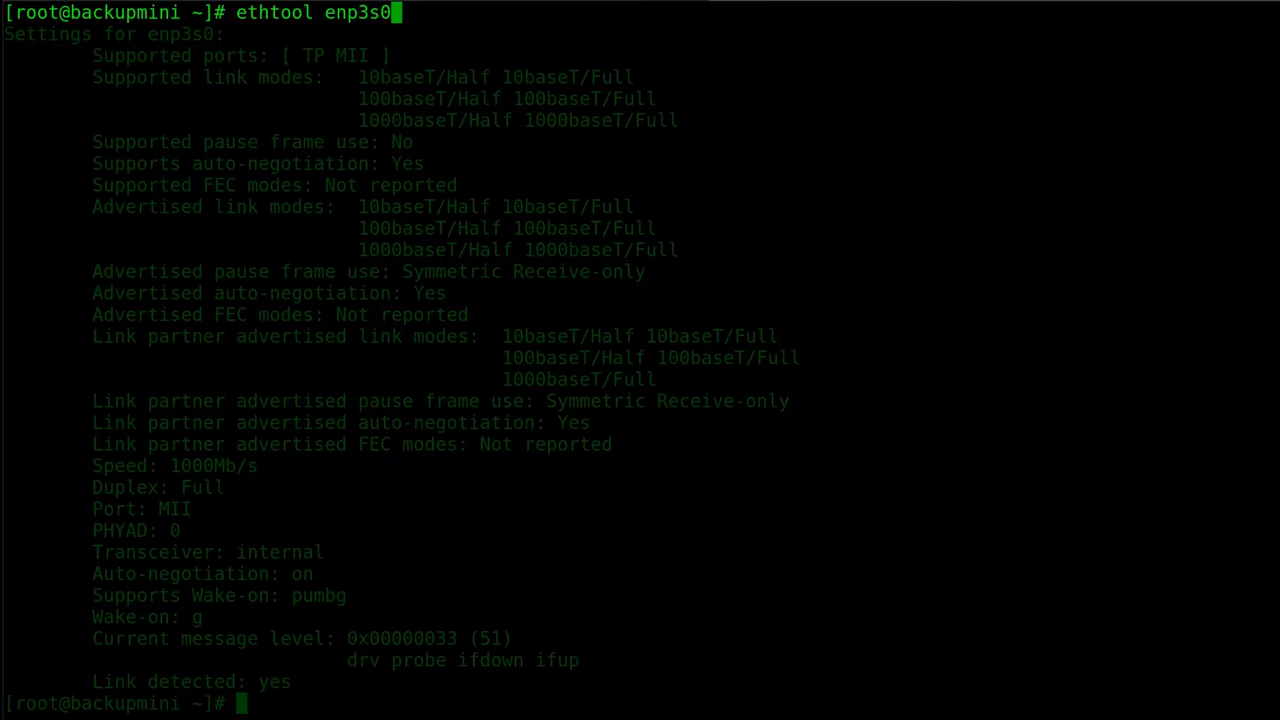 [root@backupmini ~]# ethtool enp3s0
Settings for enp3s0:
Supported ports: [ TP MII ]
Supported link modes: 10baseT/Half 10baseT/Full
100baseT/Half 100baseT/Full
1000baseT/Half 1000baseT/Full
Supported pause frame use: No
Supports auto-negotiation: Yes
Supported FEC modes: Not reported
Advertised link modes: 10baseT/Half 10baseT/Full
100baseT/Half 100baseT/Full
1000baseT/Half 1000baseT/Full
Advertised pause frame use: Symmetric Receive-only
Advertised auto-negotiation: Yes
Advertised FEC modes: Not reported
Link partner advertised link modes: 10baseT/Half 10baseT/Full
100baseT/Half 100baseT/Full
1000baseT/Full
Link partner advertised pause frame use: Symmetric Receive-only
Link partner advertised auto-negotiation: Yes
Link partner advertised FEC modes: Not reported
Speed: 1000Mb/s
Duplex: Full
Port: MII
PHYAD: 0
Transceiver: internal
Auto-negotiation: on
Supports Wake-on: pumbg
Wake-on: g
Current message level: 0x00000033 (51)
drv probe ifdown ifup
Link detected: yes
[root@backupmini ~]#